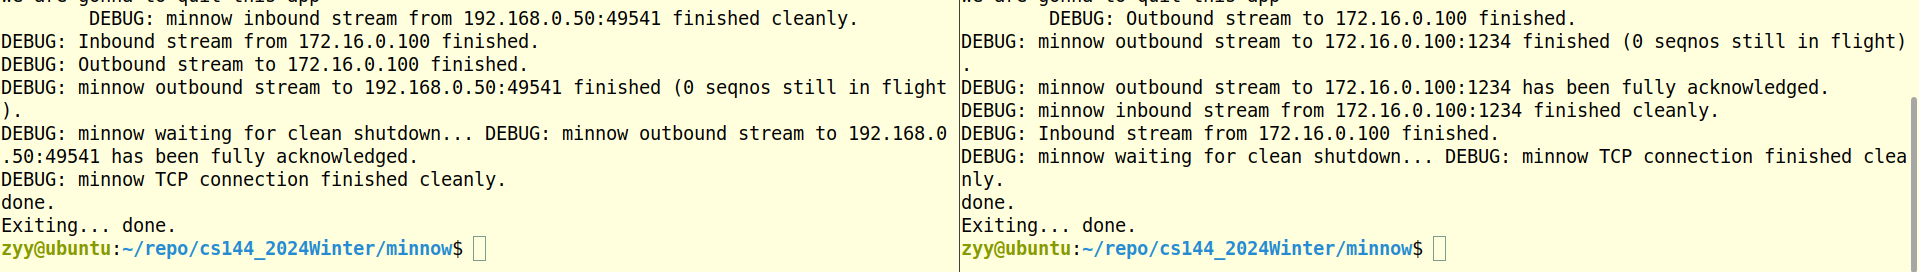 DEBUG: minnow inbound stream from 192.168.0.50:49541 finished cleanly.
DEBUG: Inbound stream from 172.16.0.100 finished.
DEBUG: Outbound stream to 172.16.0.100 finished.
DEBUG: minnow outbound stream to 192.168.0.50:49541 finished (0 seqnos still in flight
).
DEBUG: minnow waiting for clean shutdown... DEBUG: minnow outbound stream to 192.168.0
.50:49541 has been fully acknowledged.
DEBUG: minnow TCP connection finished cleanly.
done.
Exiting... done.
zyy@ubuntu:~/repo/cs144_2024Winter/minnow$
DEBUG: Outbound stream to 172.16.0.100 finished.
DEBUG: minnow outbound stream to 172.16.0.100:1234 finished (0 seqnos still in flight)
.
DEBUG: minnow outbound stream to 172.16.0.100:1234 has been fully acknowledged.
DEBUG: minnow inbound stream from 172.16.0.100:1234 finished cleanly.
DEBUG: Inbound stream from 172.16.0.100 finished.
DEBUG: minnow waiting for clean shutdown... DEBUG: minnow TCP connection finished clea
nly.
done.
Exiting... done.
zyy@ubuntu:~/repo/cs144_2024Winter/minnow$